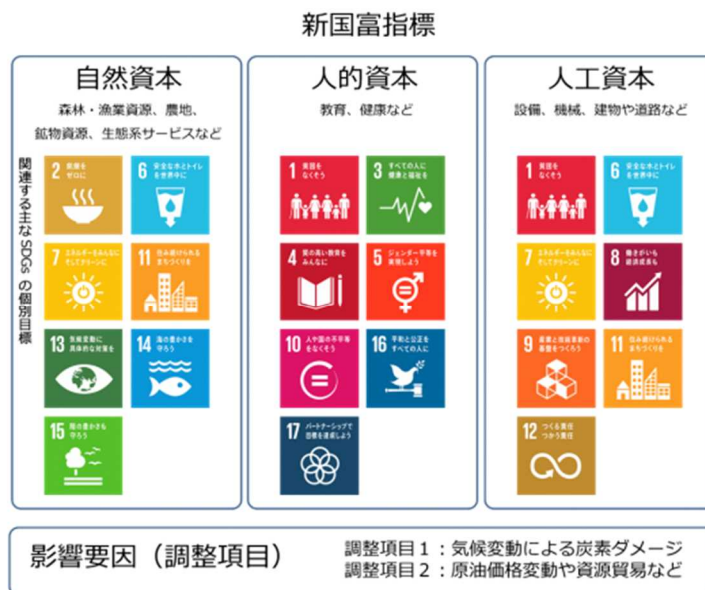 新国富指標
自然資本
森林・漁業資源、農地、
鉱物資源、生態系サービスなど
関連する主なSDGs の個別目標
2 飢餓を
ゼロに
6 安全な水とトイレ
を世界中に
7 エネルギーをみんなに
そしてクリーンに
11 住み続けられる
まちづくりを
13 気候変動に
具体的な対策を
14 海の豊かさを
守ろう
15 陸の豊かさも
守ろう
人的資本
教育、健康など
1 貧困を
なくそう
3 すべての人に
健康と福祉を
4 質の高い教育を
みんなに
5 ジェンダー平等を
実現しよう
10 人や国の不平等
をなくそう
16 平和と公正を
すべての人に
17 パートナーシップで
目標を達成しよう
人工資本
設備、機械、建物や道路など
1 貧困を
なくそう
6 安全な水とトイレ
を世界中に
7 エネルギーをみんなに
そしてクリーンに
8 働きがいも
経済成長も
9 産業と技術革新の
基盤をつくろう
11 住み続けられる
まちづくりを
12 つくる責任
つかう責任
影響要因（調整項目）
調整項目１：気候変動による炭素ダメージ
調整項目２：原油価格変動や資源貿易など